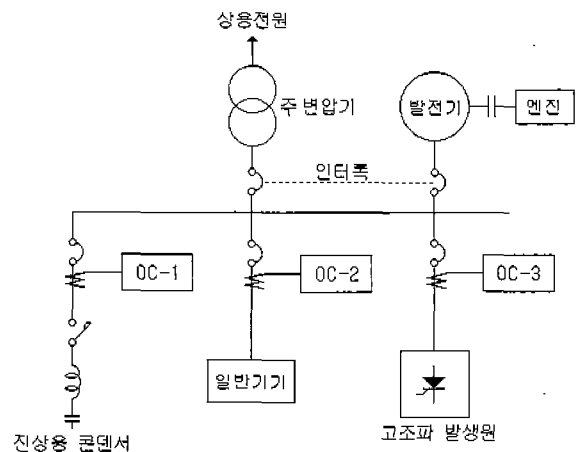 상용전원
주변압기
발전기
엔진
인터록
OC-1
OC-2
OC-3
일반기기
진상용 콘덴서
고조파 발생원